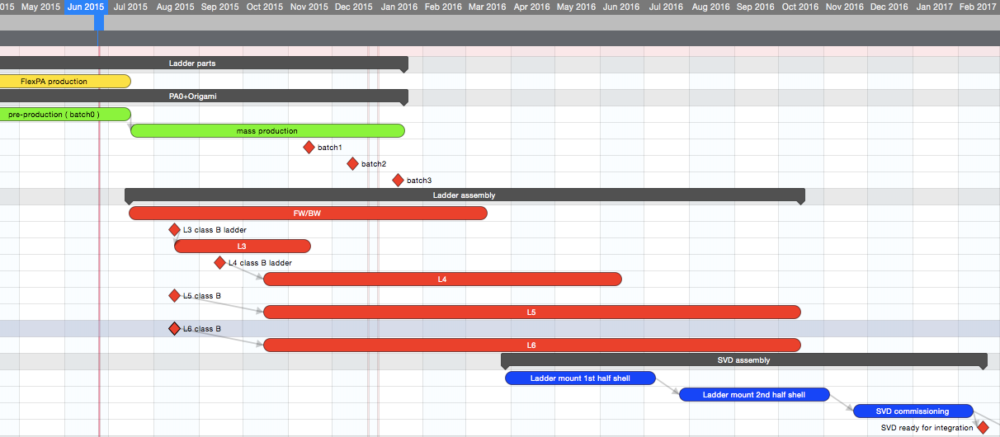 015 May 2015 Jun 2015 Jul 2015 Aug 2015 Sep 2015 Oct 2015 Nov 2015 Dec 2015 Jan 2016 Feb 2016 Mar 2016 Apr 2016 May 2016 Jun 2016 Jul 2016 Aug 2016 Sep 2016 Oct 2016 Nov 2016 Dec 2016 Jan 2017 Feb 2017
Ladder parts
FlexPA production
PA0+Origami
pre-production ( batch0 )
mass production
batch1
batch2
batch3
Ladder assembly
FW/BW
L3 class B ladder
L3
L4 class B ladder
L4
L5 class B
L5
L6 class B
L6
SVD assembly
Ladder mount 1st half shell
Ladder mount 2nd half shell
SVD commissioning
SVD ready for integration